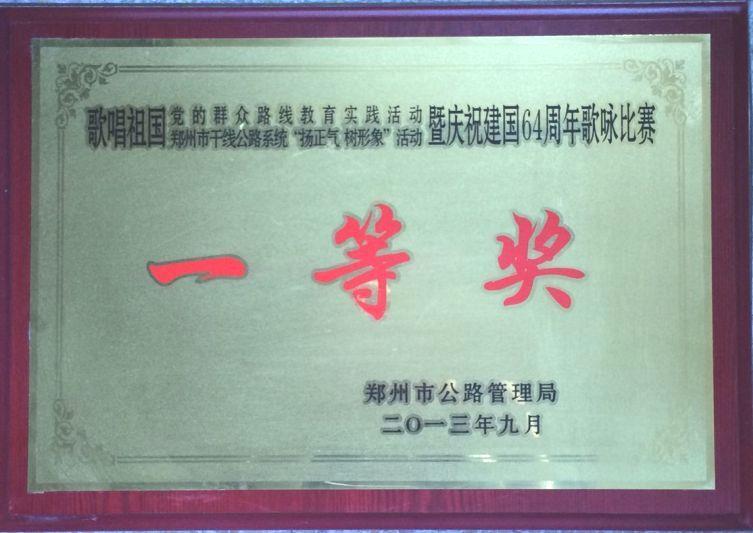 歌唱祖国
党的群众路线教育实践活动
郑州市干线公路系统“扬正气 树形象”活动
暨庆祝建国64周年歌咏比赛
一等奖
郑州市公路管理局
二〇一三年九月